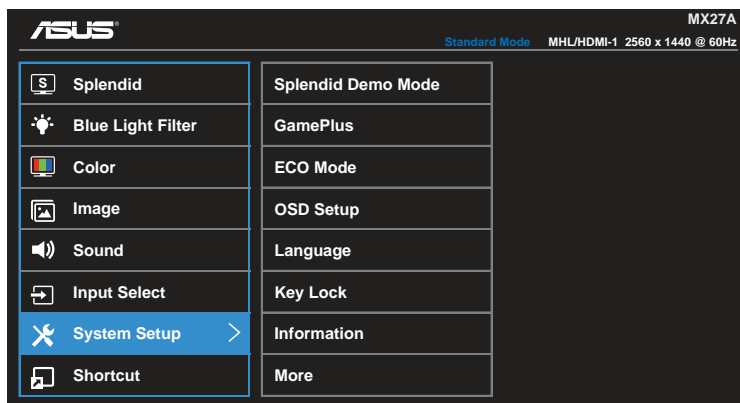 ASUS
MX27A
Standard Mode MHL/HDMI-1 2560 x 1440 @ 60Hz
S Splendid
Blue Light Filter
Color
Image
Sound
Input Select
System Setup
Shortcut
Splendid Demo Mode
GamePlus
ECO Mode
OSD Setup
Language
Key Lock
Information
More